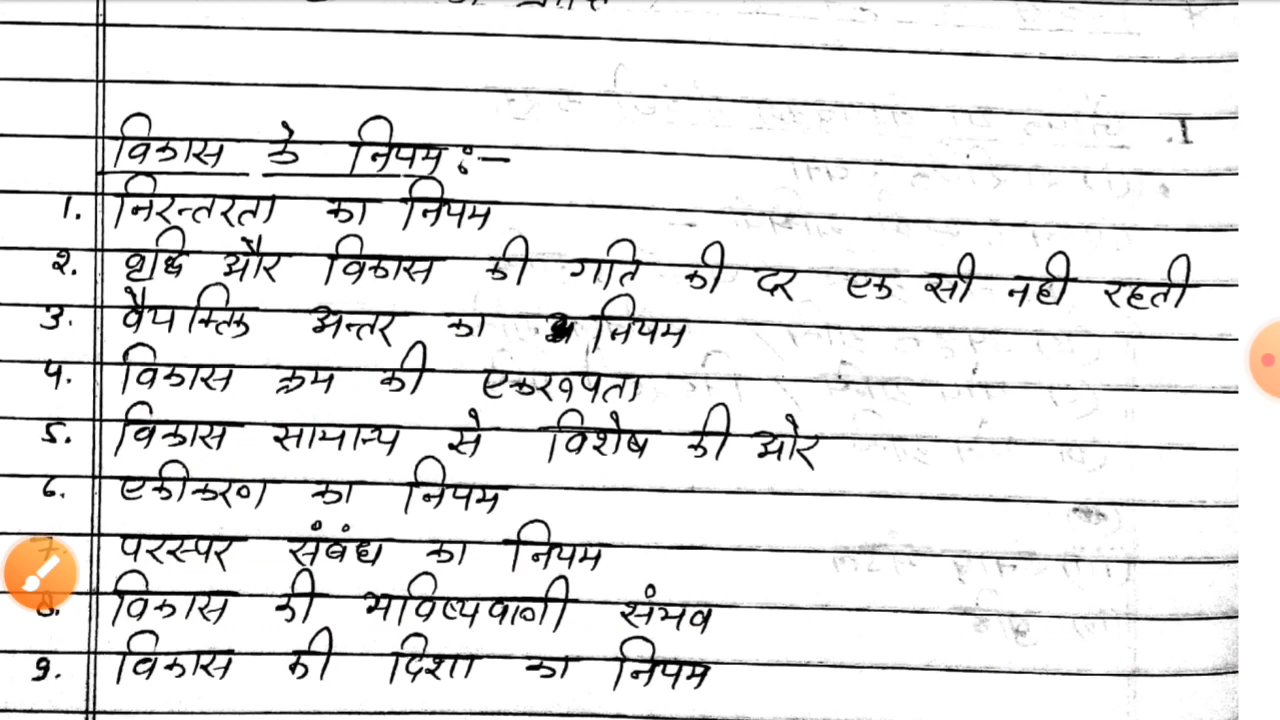 विकास के नियम :-
1. निरन्तरता का नियम
2. वृद्धि और विकास की गति की दर एक सी नही रहती
3. वैयक्तिक अन्तर का नियम
4. विकास क्रम की एकरूपता
5. विकास सामान्य से विशेष की ओर
6. एकीकरण का नियम
7. परस्पर संबंध का नियम
8. विकास की भविष्यवाणी संभव
9. विकास की दिशा का नियम